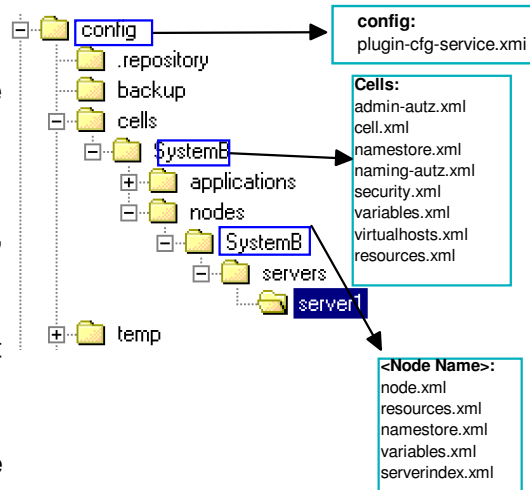 config
.repository
backup
cells
SystemB
applications
nodes
SystemB
servers
server1
temp
config:
plugin-cfg-service.xmi
Cells:
admin-autz.xml
cell.xml
namestore.xml
naming-autz.xml
security.xml
variables.xml
virtualhosts.xml
resources.xml
<Node Name>:
node.xml
resources.xml
namestore.xml
variables.xml
serverindex.xml